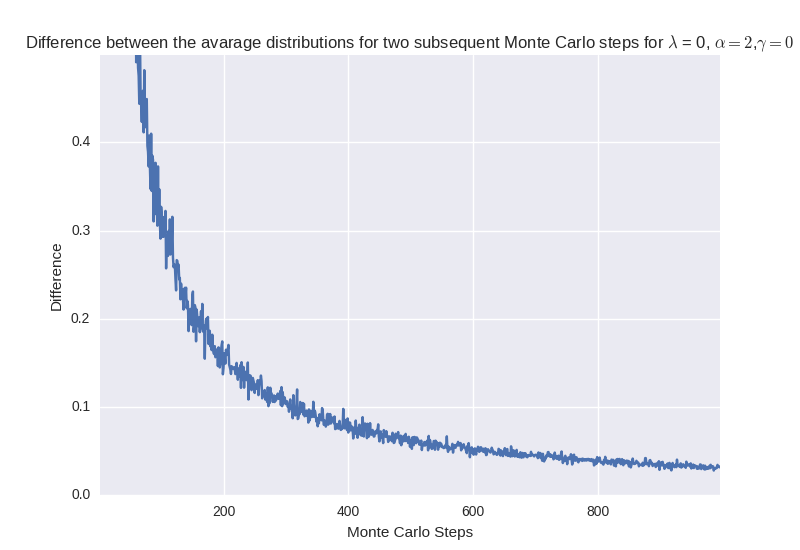 Difference between the avarage distributions for two subsequent Monte Carlo steps for λ = 0, α = 2,γ = 0
0.4
0.3
0.2
0.1
0.0
Difference
200 400 600 800
Monte Carlo Steps